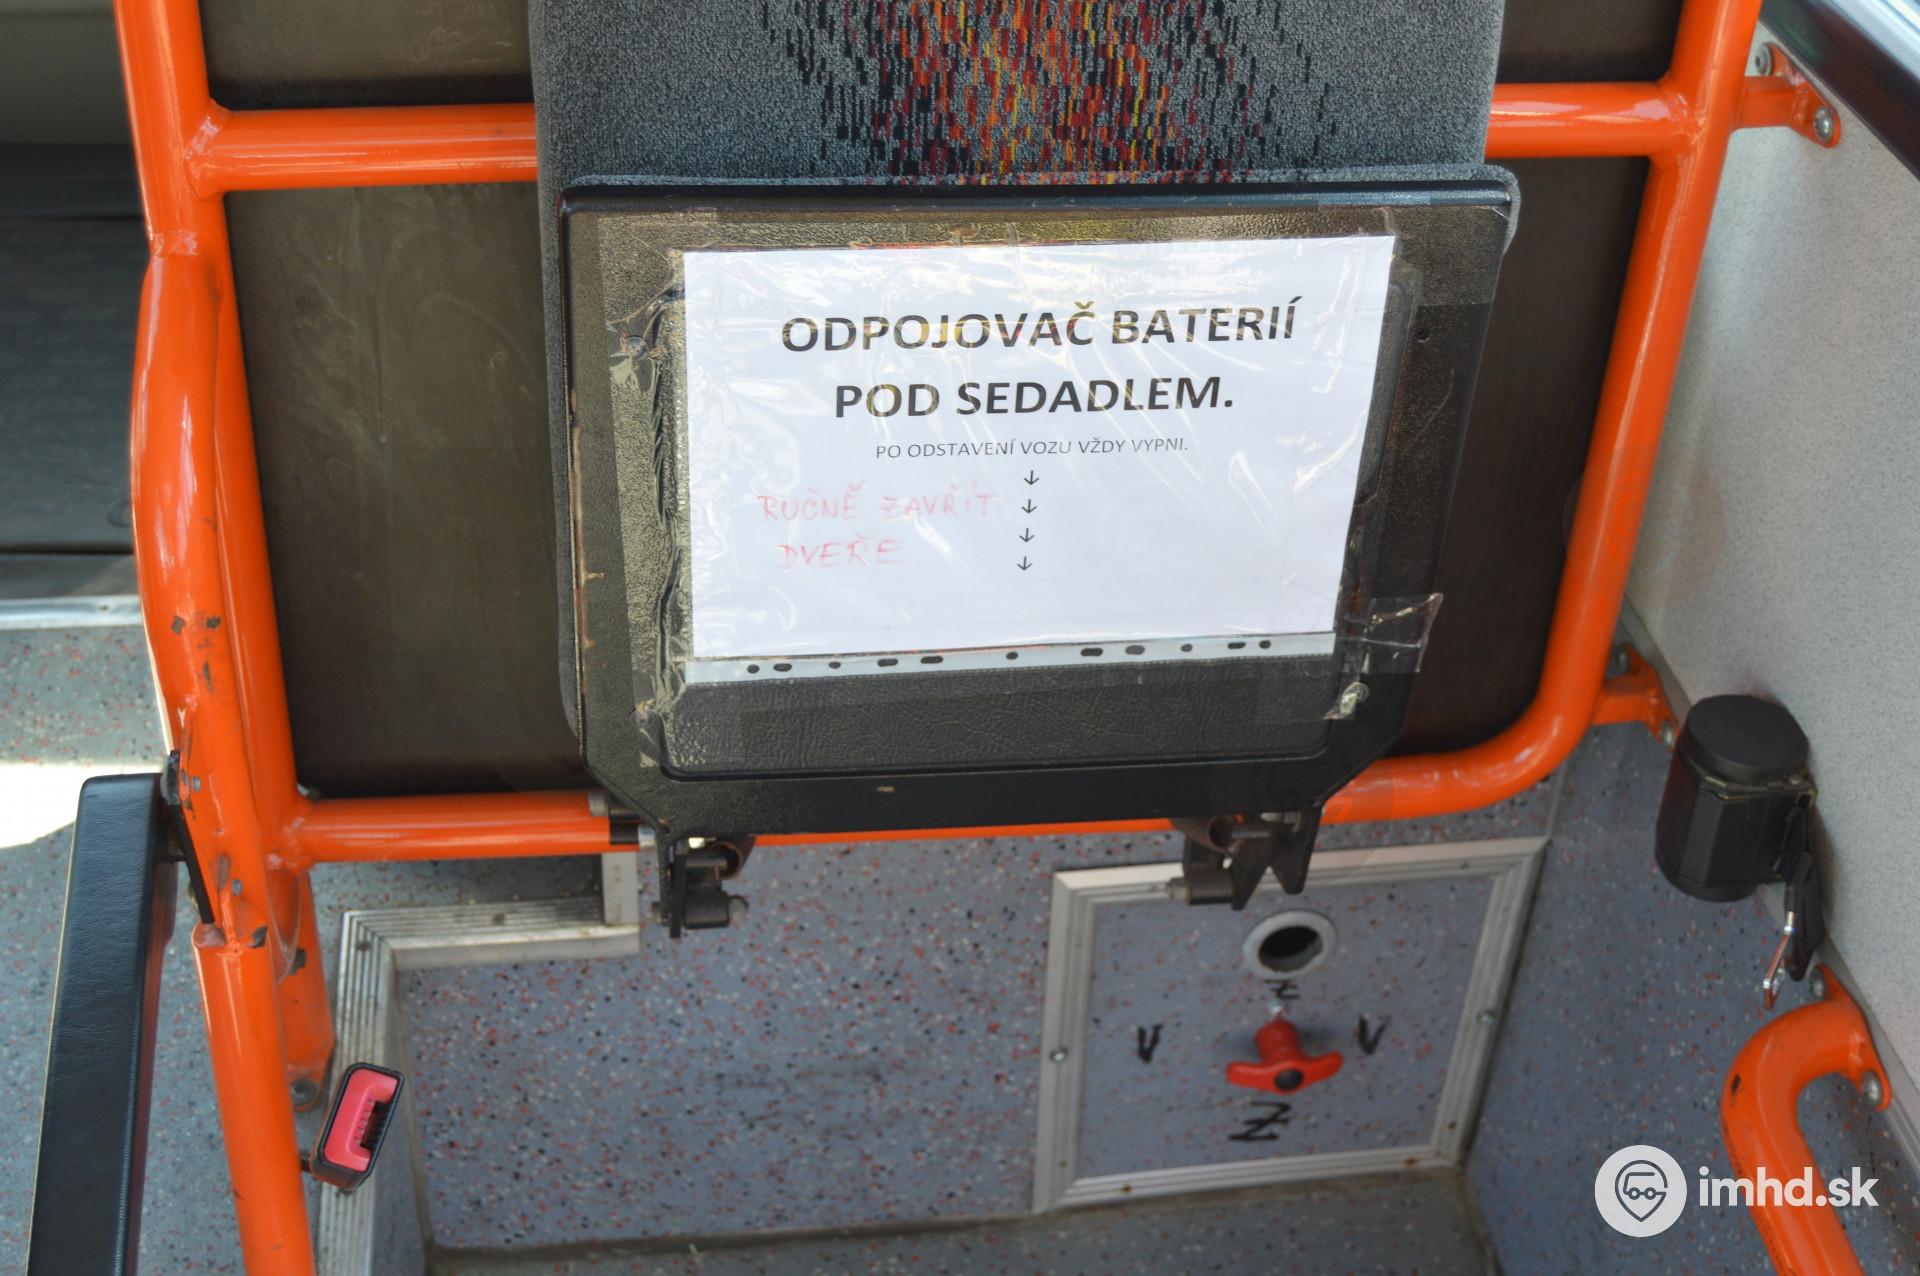 ODPOJOVAČ BATERIÍ
POD SEDADLEM.
PO ODSTAVENÍ VOZU VŽDY VYPNI.
RUČNĚ ZAVŘÍT
DVEŘE
Z
V V
Z
imhd.sk